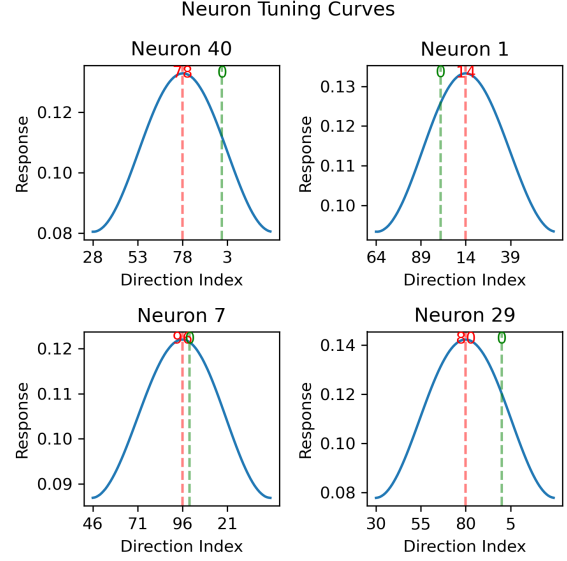 Neuron Tuning Curves
Neuron 40
78
0
0.12
0.10
0.08
Response
28 53 78 3
Direction Index
Neuron 1
0
14
0.13
0.12
0.11
0.10
Response
64 89 14 39
Direction Index
Neuron 7
96
0
0.12
0.11
0.10
0.09
Response
46 71 96 21
Direction Index
Neuron 29
80
0
0.14
0.12
0.10
0.08
Response
30 55 80 5
Direction Index